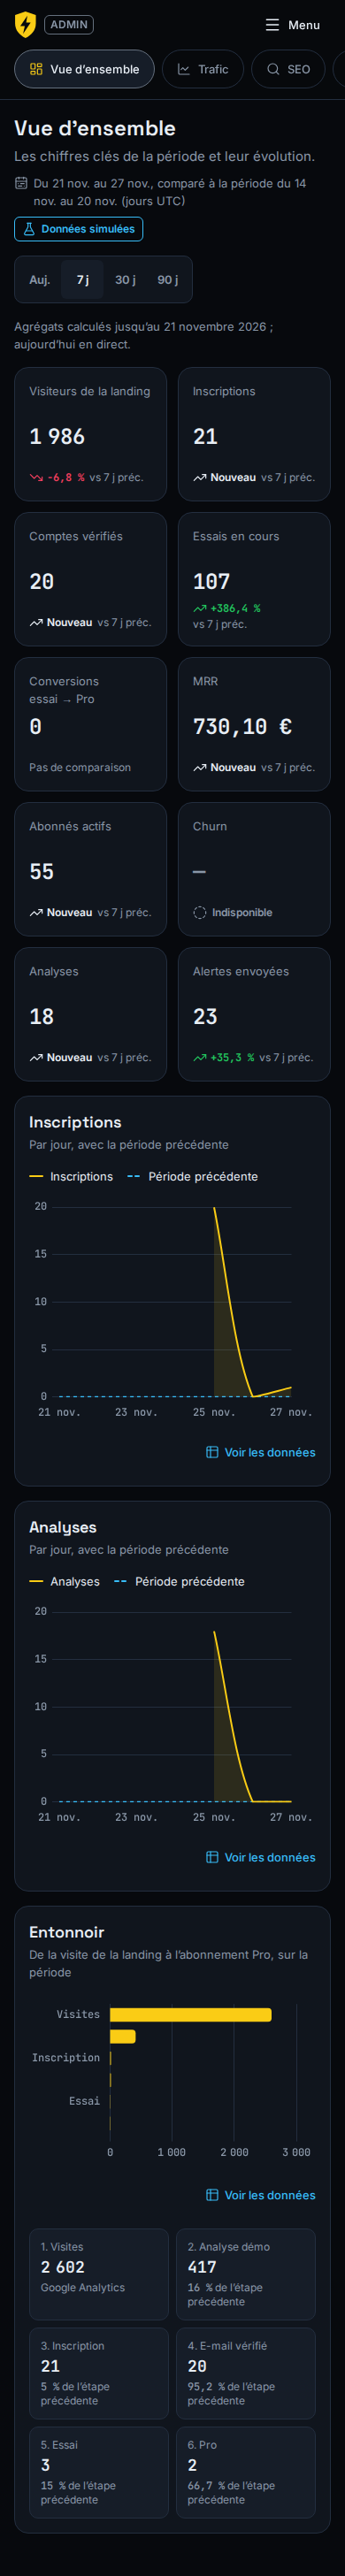 ADMIN
Menu
Vue d'ensemble
Trafic
SEO
Vue d'ensemble
Les chiffres clés de la période et leur évolution.
Du 21 nov. au 27 nov., comparé à la période du 14
nov. au 20 nov. (jours UTC)
Données simulées
Auj.
7 j
30 j
90 j
Agrégats calculés jusqu'au 21 novembre 2026 ;
aujourd'hui en direct.
Visiteurs de la landing
1 986
-6,8 % vs 7 j préc.
Inscriptions
21
Nouveau vs 7 j préc.
Comptes vérifiés
20
Nouveau vs 7 j préc.
Essais en cours
107
+386,4 %
vs 7 j préc.
Conversions
essai → Pro
0
Pas de comparaison
MRR
730,10 €
Nouveau vs 7 j préc.
Abonnés actifs
55
Nouveau vs 7 j préc.
Churn
—
Indisponible
Analyses
18
Nouveau vs 7 j préc.
Alertes envoyées
23
+35,3 % vs 7 j préc.
Inscriptions
Par jour, avec la période précédente
Inscriptions
Période précédente
20
15
10
5
0
21 nov.
23 nov.
25 nov.
27 nov.
Voir les données
Analyses
Par jour, avec la période précédente
Analyses
Période précédente
20
15
10
5
0
21 nov.
23 nov.
25 nov.
27 nov.
Voir les données
Entonnoir
De la visite de la landing à l'abonnement Pro, sur la
période
Visites
Inscription
Essai
0
1 000
2 000
3 000
Voir les données
1. Visites
2 602
Google Analytics
2. Analyse démo
417
16 % de l'étape
précédente
3. Inscription
21
5 % de l'étape
précédente
4. E-mail vérifié
20
95,2 % de l'étape
précédente
5. Essai
3
15 % de l'étape
précédente
6. Pro
2
66,7 % de l'étape
précédente